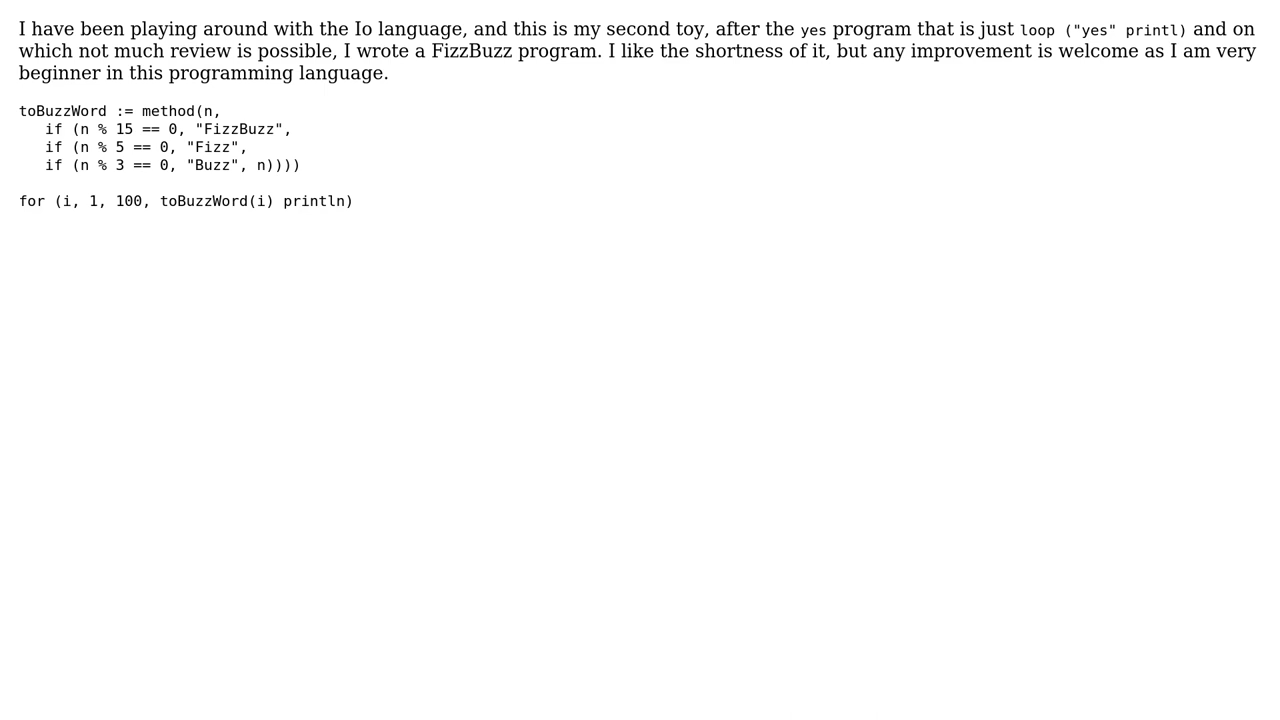 I have been playing around with the Io language, and this is my second toy, after the yes program that is just loop ("yes" printl) and on
which not much review is possible, I wrote a FizzBuzz program. I like the shortness of it, but any improvement is welcome as I am very
beginner in this programming language.
toBuzzWord := method(n,
   if (n % 15 == 0, "FizzBuzz",
   if (n % 5 == 0, "Fizz",
   if (n % 3 == 0, "Buzz", n))))
for (i, 1, 100, toBuzzWord(i) println)